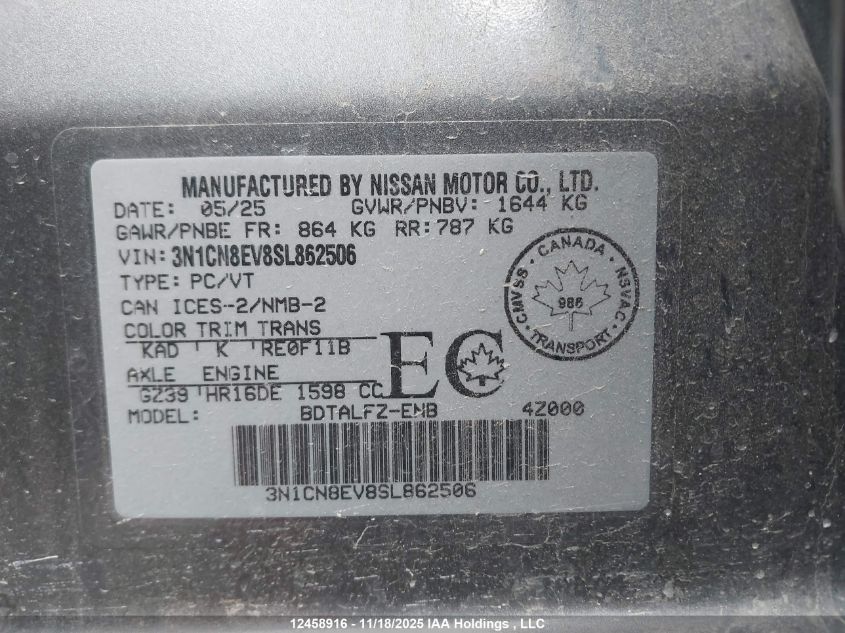 MANUFACTURED BY NISSAN MOTOR CO., LTD.
DATE: 05/25 GVWR/PNBV: 1644 KG
GAWR/PNBE FR: 864 KG RR: 787 KG
VIN: 3N1CN8EV8SL862506
TYPE: PC/VT
CAN ICES-2/NMB-2
COLOR TRIM TRANS
KAD K RE0F11B
AXLE ENGINE
GZ39 HR16DE 1598 CC
EC
CANADA
CMVSS NSVAC
986
TRANSPORT
MODEL: BDTALFZ-EMB 4Z000
3N1CN8EV8SL862506
12458916 - 11/18/2025 IAA Holdings , LLC